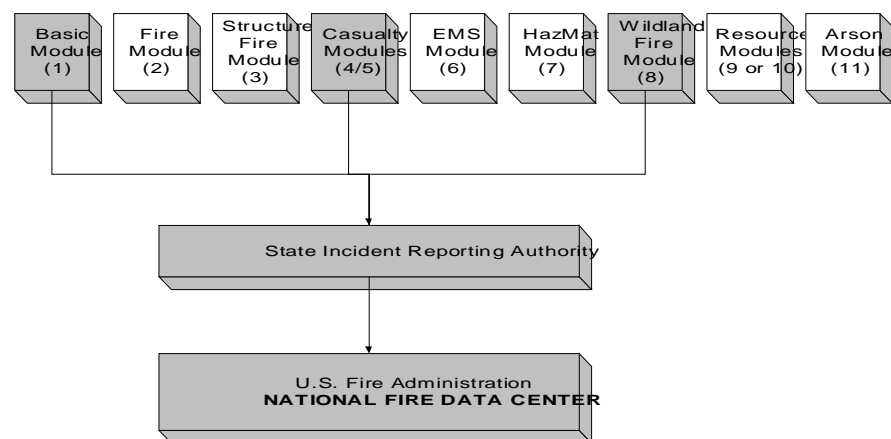 Basic
Module
(1)
Fire
Module
(2)
Structure
Fire
Module
(3)
Casualty
Modules
(4/5)
EMS
Module
(6)
HazMat
Module
(7)
Wildland
Fire
Module
(8)
Resource
Modules
(9 or 10)
Arson
Module
(11)
State Incident Reporting Authority
U.S. Fire Administration
NATIONAL FIRE DATA CENTER